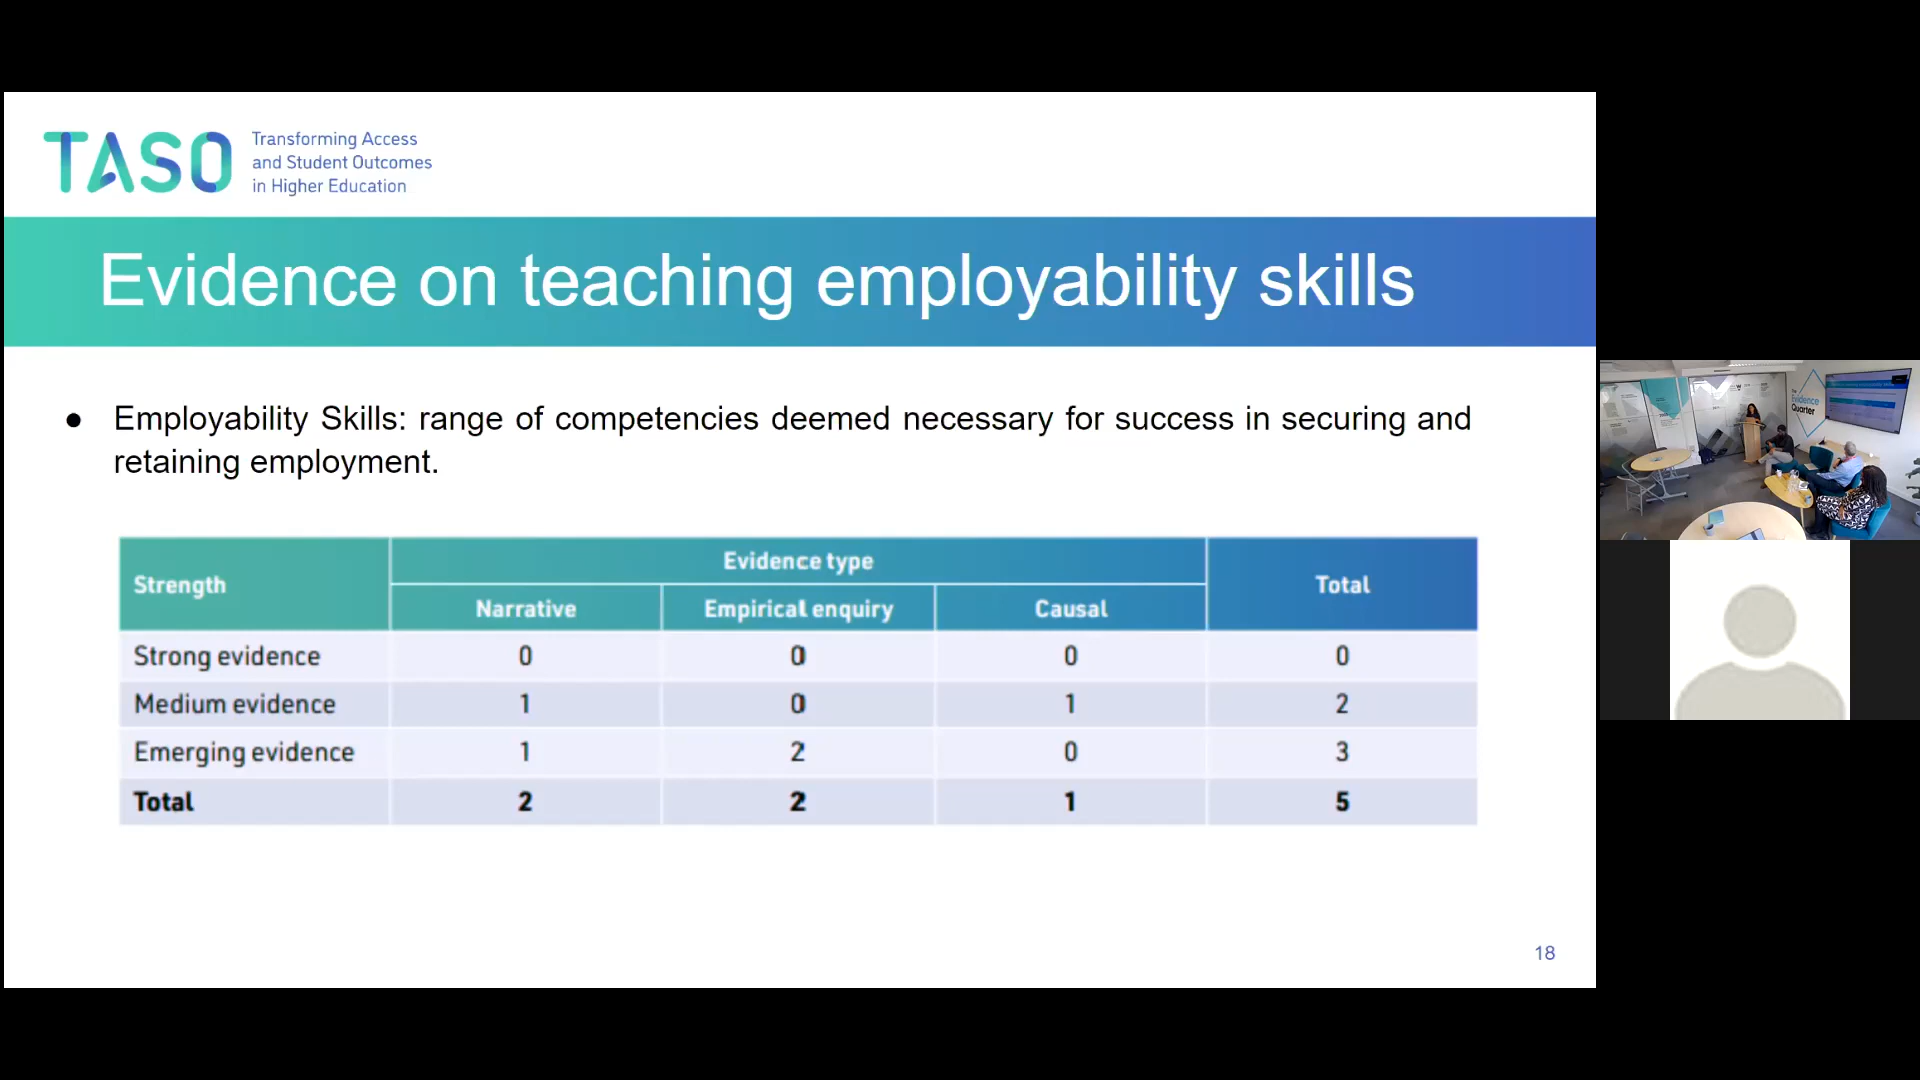 TASO
Transforming Access
and Student Outcomes
in Higher Education
Evidence on teaching employability skills
● Employability Skills: range of competencies deemed necessary for success in securing and
retaining employment.
Strength Evidence type Total
Narrative Empirical enquiry Causal
Strong evidence 0 0 0 0
Medium evidence 1 0 1 2
Emerging evidence 1 2 0 3
Total 2 2 1 5
18
Evidence
Quarter